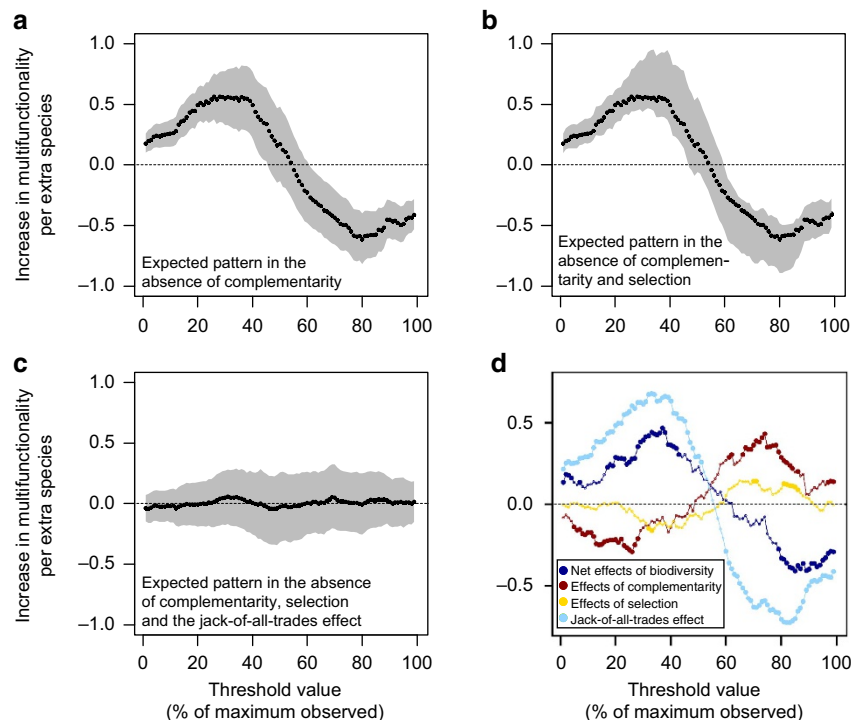 a
Increase in multifunctionality
per extra species
1.0
0.5
0.0
–0.5
–1.0
Expected pattern in the
absence of complementarity
0 20 40 60 80 100
b
1.0
0.5
0.0
–0.5
–1.0
Expected pattern in the
absence of complemen-
tarity and selection
0 20 40 60 80 100
c
Increase in multifunctionality
per extra species
1.0
0.5
0.0
–0.5
–1.0
Expected pattern in the absence
of complementarity, selection
and the jack-of-all-trades effect
0 20 40 60 80 100
Threshold value
(% of maximum observed)
d
0.5
0.0
–0.5
Net effects of biodiversity
Effects of complementarity
Effects of selection
Jack-of-all-trades effect
0 20 40 60 80 100
Threshold value
(% of maximum observed)